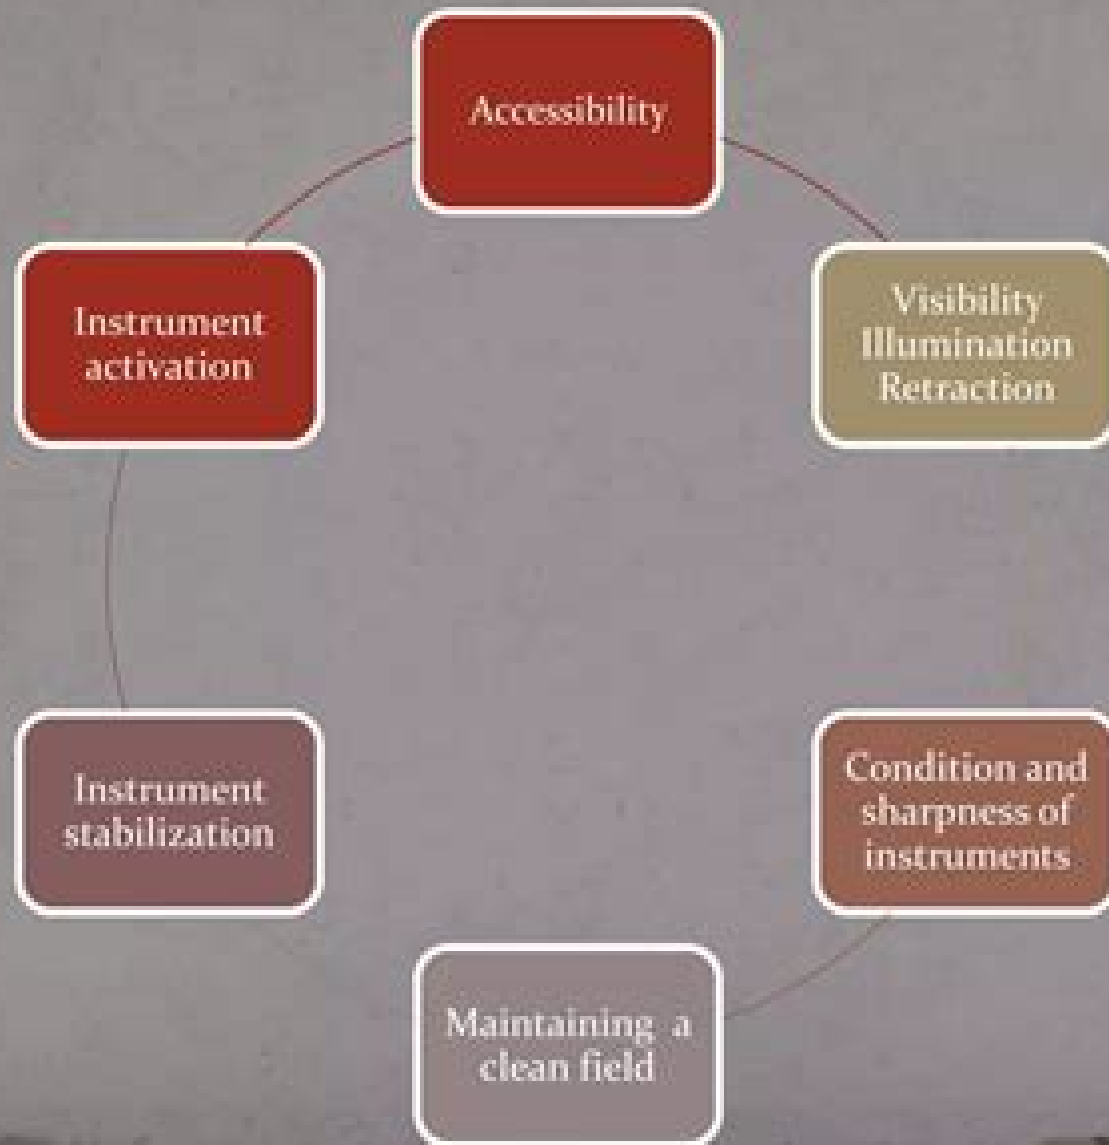 Accessibility
Visibility
Illumination
Retraction
Condition and
sharpness of
instruments
Maintaining a
clean field
Instrument
stabilization
Instrument
activation